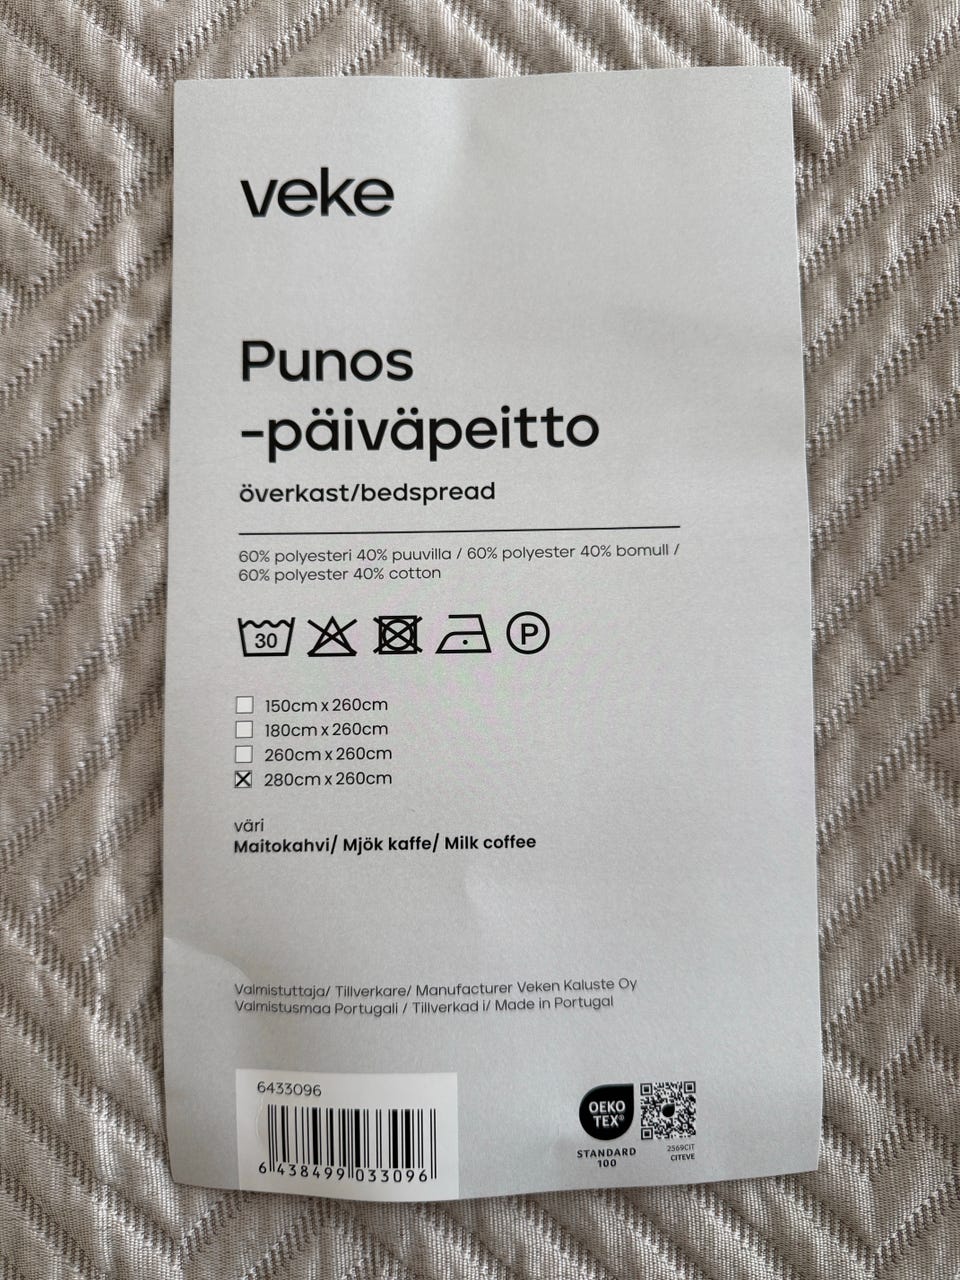 veke
Punos
-päiväpeitto
överkast/bedspread
60% polyesteri 40% puuvilla / 60% polyester 40% bomull /
60% polyester 40% cotton
30
P
150cm x 260cm
180cm x 260cm
260cm x 260cm
280cm x 260cm
väri
Maitokahvi/ Mjök kaffe/ Milk coffee
Valmistuttaja/ Tillverkare/ Manufacturer Veken Kaluste Oy
Valmistusmaa Portugali / Tillverkad i/ Made in Portugal
6433096
6 438499 033096
OEKO
TEX®
STANDARD
100
2569CIT
CITEVE